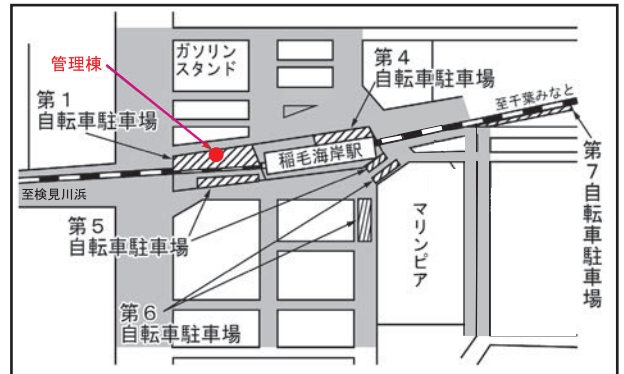 管理棟
ガソリン
スタンド
第４
自転車駐車場
第１
自転車駐車場
至千葉みなと
稲毛海岸駅
至検見川浜
第７自転車駐車場
第５
自転車駐車場
マリンピア
第６
自転車駐車場